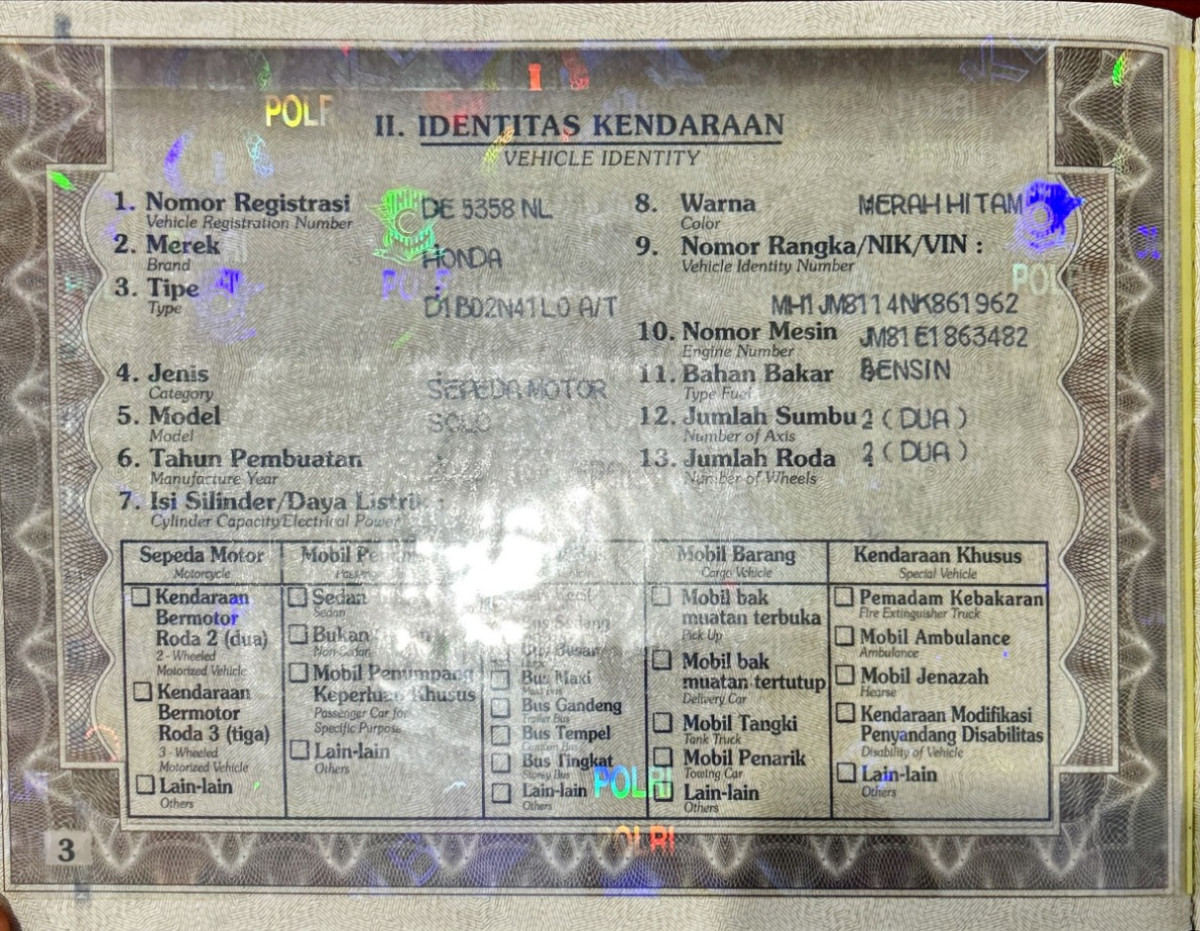 POLRI
II. IDENTITAS KENDARAAN
VEHICLE IDENTITY
1. Nomor Registrasi DE 5358 NL
Vehicle Registration Number
2. Merek : HONDA
Brand
3. Tipe : D1B02N41L0 A/T
Type
4. Jenis : SEPEDA MOTOR
Category
5. Model SOLO
Model
6. Tahun Pembuatan :
Manufacture Year
7. Isi Silinder/Daya Listrik :
Cylinder Capacity/Electrical Power
8. Warna MERAH HITAM
Color
9. Nomor Rangka/NIK/VIN :
Vehicle Identity Number
MH1JM8114NK861962
10. Nomor Mesin JM81E1863482
Engine Number
11. Bahan Bakar BENSIN
Type Fuel
12. Jumlah Sumbu 2 ( DUA )
Number of Axis
13. Jumlah Roda 2 ( DUA )
Number of Wheels
Sepeda Motor
Motorcycle
Kendaraan
Bermotor
Roda 2 (dua)
2 - Wheeled
Motorized Vehicle
Kendaraan
Bermotor
Roda 3 (tiga)
3 - Wheeled
Motorized Vehicle
Lain-lain
Others
Mobil
Sedan
Sedan
Bukan
Non-Sedan
Mobil Penumpang
Keperluan Khusus
Passenger Car for
Specific Purpose
Lain-lain
Others
Bus Maxi
Bus Gandeng
Trailer Bus
Bus Tempel
Bus Tingkat
Storey Bus
Lain-lain
Others
Mobil Barang
Cargo Vehicle
Mobil bak
muatan terbuka
Pick Up
Mobil bak
muatan tertutup
Delivery Car
Mobil Tangki
Tank Truck
Mobil Penarik
Towing Car
Lain-lain
Others
Kendaraan Khusus
Special Vehicle
Pemadam Kebakaran
Fire Extinguisher Truck
Mobil Ambulance
Ambulance
Mobil Jenazah
Hearse
Kendaraan Modifikasi
Penyandang Disabilitas
Disability of Vehicle
Lain-lain
Others
POLRI
POLRI
3